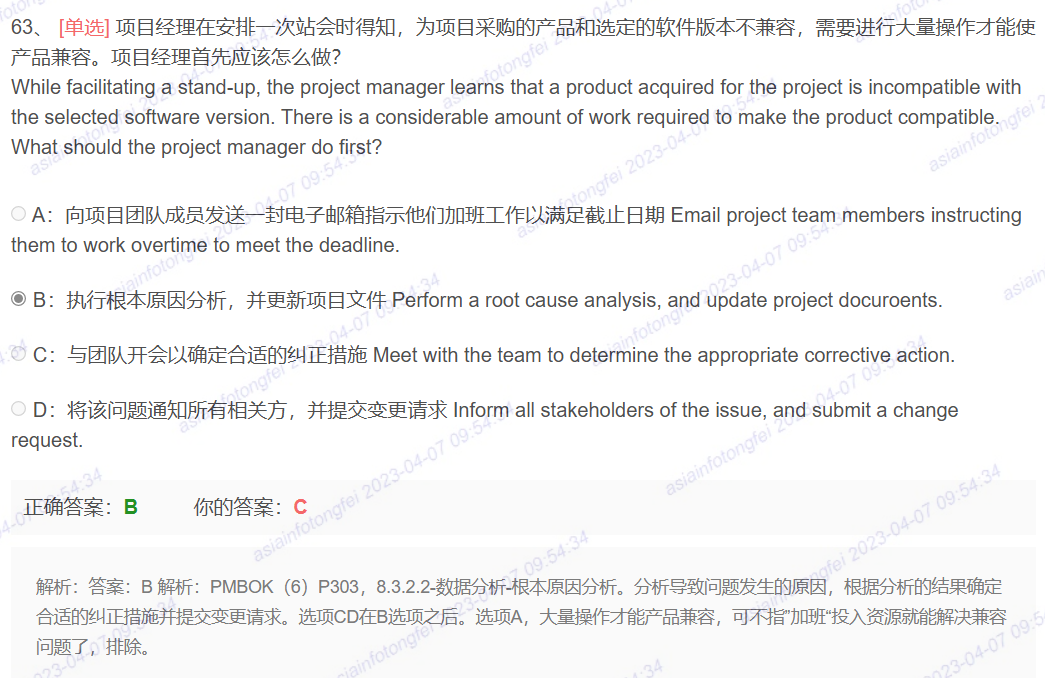 63、 [单选] 项目经理在安排一次站会时得知，为项目采购的产品和选定的软件版本不兼容，需要进行大量操作才能使
产品兼容。项目经理首先应该怎么做？
While facilitating a stand-up, the project manager learns that a product acquired for the project is incompatible with
the selected software version. There is a considerable amount of work required to make the product compatible.
What should the project manager do first?
A：向项目团队成员发送一封电子邮箱指示他们加班工作以满足截止日期 Email project team members instructing
them to work overtime to meet the deadline.
B：执行根本原因分析，并更新项目文件 Perform a root cause analysis, and update project docuroents.
C：与团队开会以确定合适的纠正措施 Meet with the team to determine the appropriate corrective action.
D：将该问题通知所有相关方，并提交变更请求 Inform all stakeholders of the issue, and submit a change
request.
正确答案：B 你的答案：C
解析：答案：B 解析：PMBOK（6）P303，8.3.2.2-数据分析-根本原因分析。分析导致问题发生的原因，根据分析的结果确定
合适的纠正措施并提交变更请求。选项CD在B选项之后。选项A，大量操作才能产品兼容，可不指”加班“投入资源就能解决兼容
问题了，排除。
asiainfotongfei 2023-04-07 09:54:34